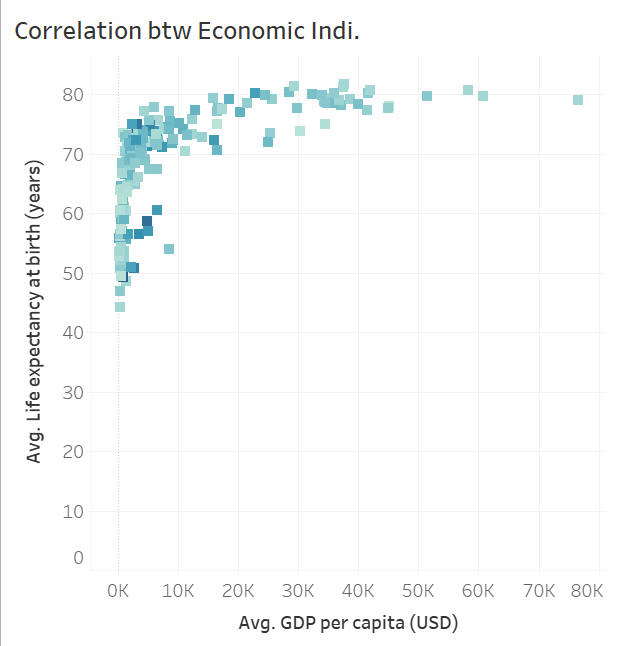 Correlation btw Economic Indi.
Avg. Life expectancy at birth (years)
80
70
60
50
40
30
20
10
0
0K 10K 20K 30K 40K 50K 60K 70K 80K
Avg. GDP per capita (USD)